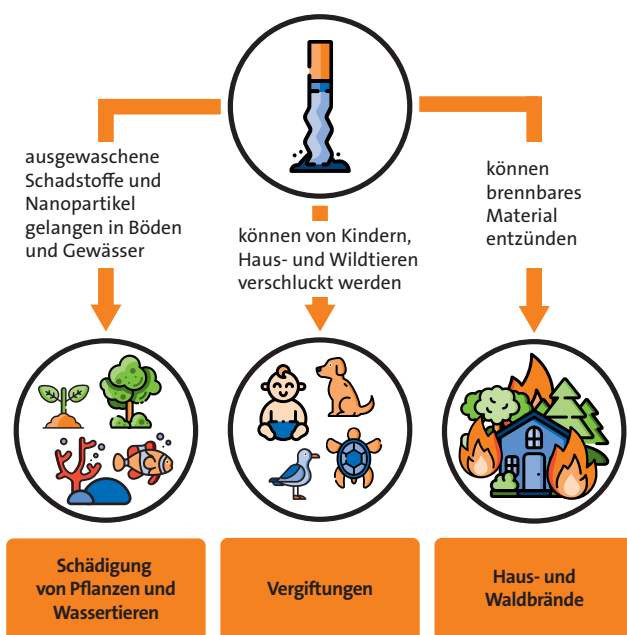 ausgewaschene
Schadstoffe und
Nanopartikel
gelangen in Böden
und Gewässer
können von Kindern,
Haus- und Wildtieren
verschluckt werden
können
brennbares
Material
entzünden
Schädigung
von Pflanzen und
Wassertieren
Vergiftungen
Haus- und
Waldbrände